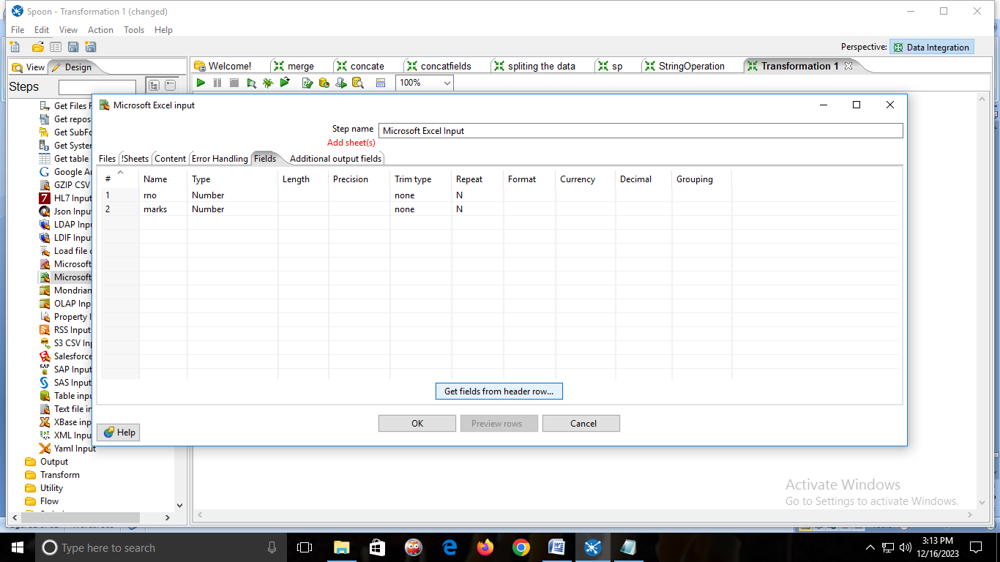 Spoon - Transformation 1 (changed)
File Edit View Action Tools Help
Perspective: Data Integration
View Design
Welcome! merge concate concatfields spliting the data sp StringOperation Transformation 1
Steps
100%
Get Files
Get repos
Get SubFo
Get System
Get table
Google An
GZIP CSV
HL7 Input
Json Input
LDAP Inpu
LDIF Input
Load file
Microsoft
Microsoft
Mondrian
OLAP Inp
Property I
RSS Input
S3 CSV Inp
Salesforce
SAP Input
SAS Input
Table input
Text file in
XBase inp
XML Inpu
Yaml Input
Output
Transform
Utility
Flow
Microsoft Excel input
Step name Microsoft Excel Input
Add sheet(s)
Files !Sheets Content Error Handling Fields Additional output fields
# Name Type Length Precision Trim type Repeat Format Currency Decimal Grouping
1 rno Number none N
2 marks Number none N
Get fields from header row...
OK Preview rows Cancel
Help
Activate Windows
Go to Settings to activate Windows.
Type here to search
3:13 PM
12/16/2023